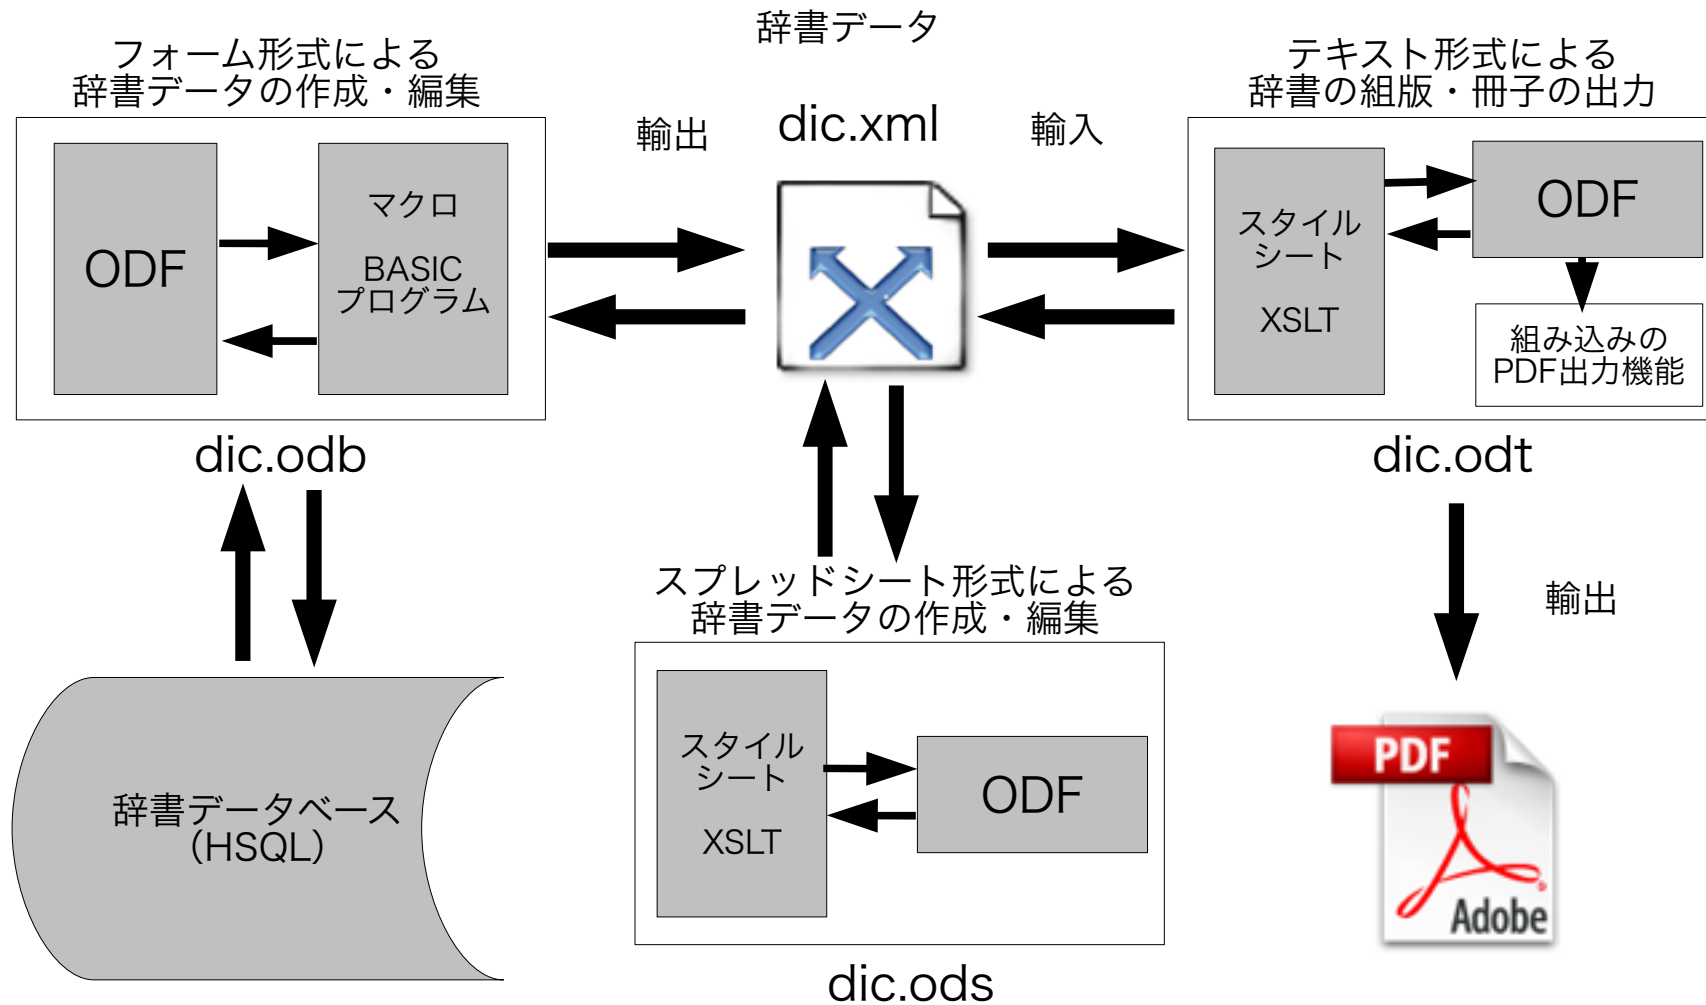 辞書データ
フォーム形式による
辞書データの作成・編集
テキスト形式による
辞書の組版・冊子の出力
輸出
dic.xml
輸入
ODF
マクロ
BASIC
プログラム
スタイル
シート
XSLT
ODF
組み込みの
PDF出力機能
dic.odb
dic.odt
スプレッドシート形式による
辞書データの作成・編集
輸出
辞書データベース
(HSQL)
スタイル
シート
XSLT
ODF
dic.ods
PDF
Adobe